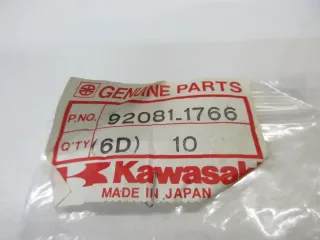 GENUINE PARTS
P.NO. 92081-1766
Q'TY (6D) 10
Kawasaki
MADE IN JAPAN